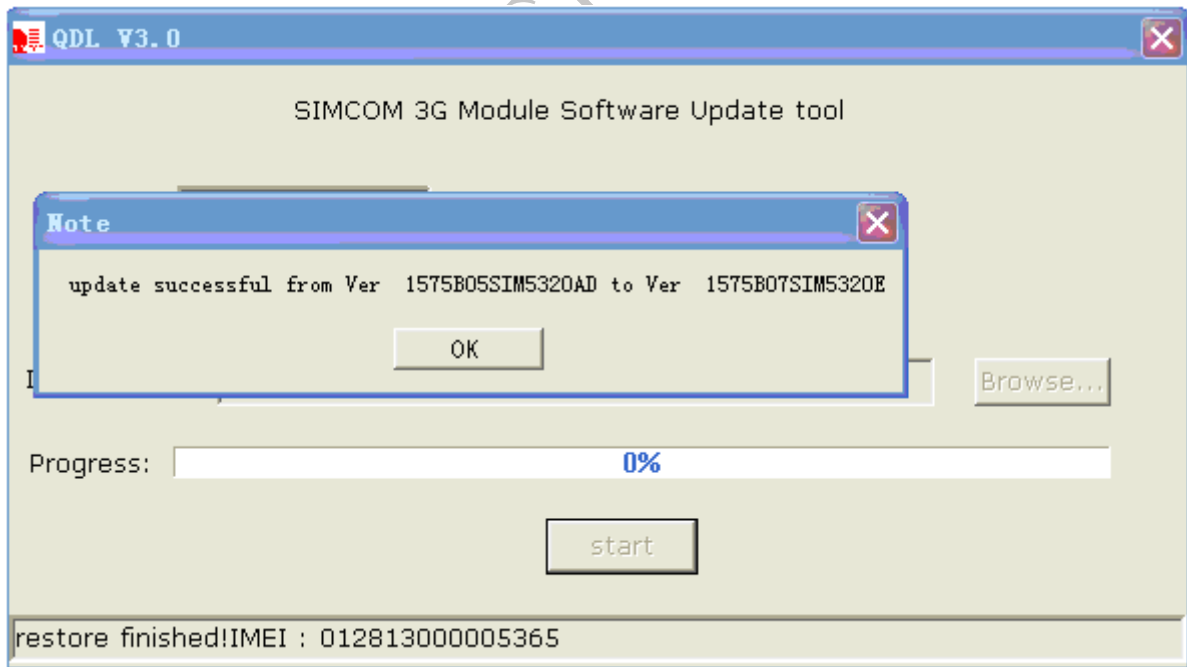 QDL V3.0
SIMCOM 3G Module Software Update tool
Note
update successful from Ver 1575B05SIM5320AD to Ver 1575B07SIM5320E
OK
Browse...
Progress:
0%
start
restore finished!IMEI : 012813000005365